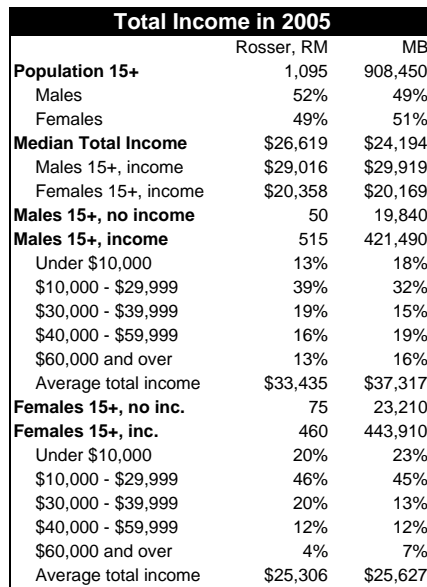 Total Income in 2005
Rosser, RM MB
Population 15+ 1,095 908,450
Males 52% 49%
Females 49% 51%
Median Total Income $26,619 $24,194
Males 15+, income $29,016 $29,919
Females 15+, income $20,358 $20,169
Males 15+, no income 50 19,840
Males 15+, income 515 421,490
Under $10,000 13% 18%
$10,000 - $29,999 39% 32%
$30,000 - $39,999 19% 15%
$40,000 - $59,999 16% 19%
$60,000 and over 13% 16%
Average total income $33,435 $37,317
Females 15+, no inc. 75 23,210
Females 15+, inc. 460 443,910
Under $10,000 20% 23%
$10,000 - $29,999 46% 45%
$30,000 - $39,999 20% 13%
$40,000 - $59,999 12% 12%
$60,000 and over 4% 7%
Average total income $25,306 $25,627